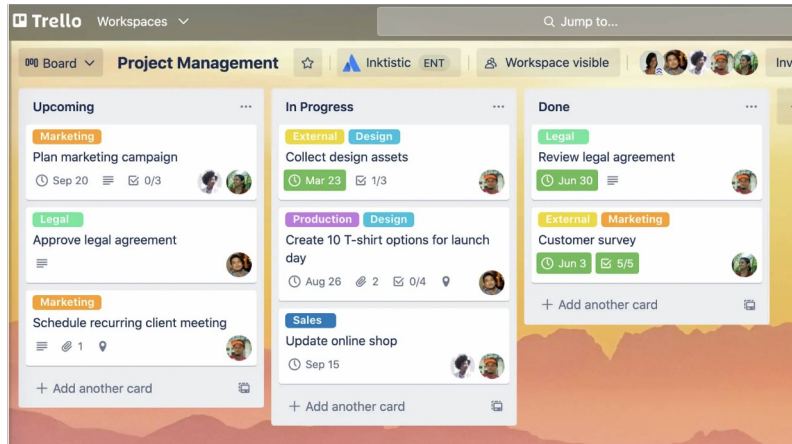 Trello Workspaces
Jump to...
Board Project Management Inktistic ENT Workspace visible Inv
Upcoming
Marketing
Plan marketing campaign
Sep 20 0/3
Legal
Approve legal agreement
Marketing
Schedule recurring client meeting
1
+ Add another card
In Progress
External Design
Collect design assets
Mar 23 1/3
Production Design
Create 10 T-shirt options for launch
day
Aug 26 2 0/4
Sales
Update online shop
Sep 15
+ Add another card
Done
Legal
Review legal agreement
Jun 30
External Marketing
Customer survey
Jun 3 5/5
+ Add another card